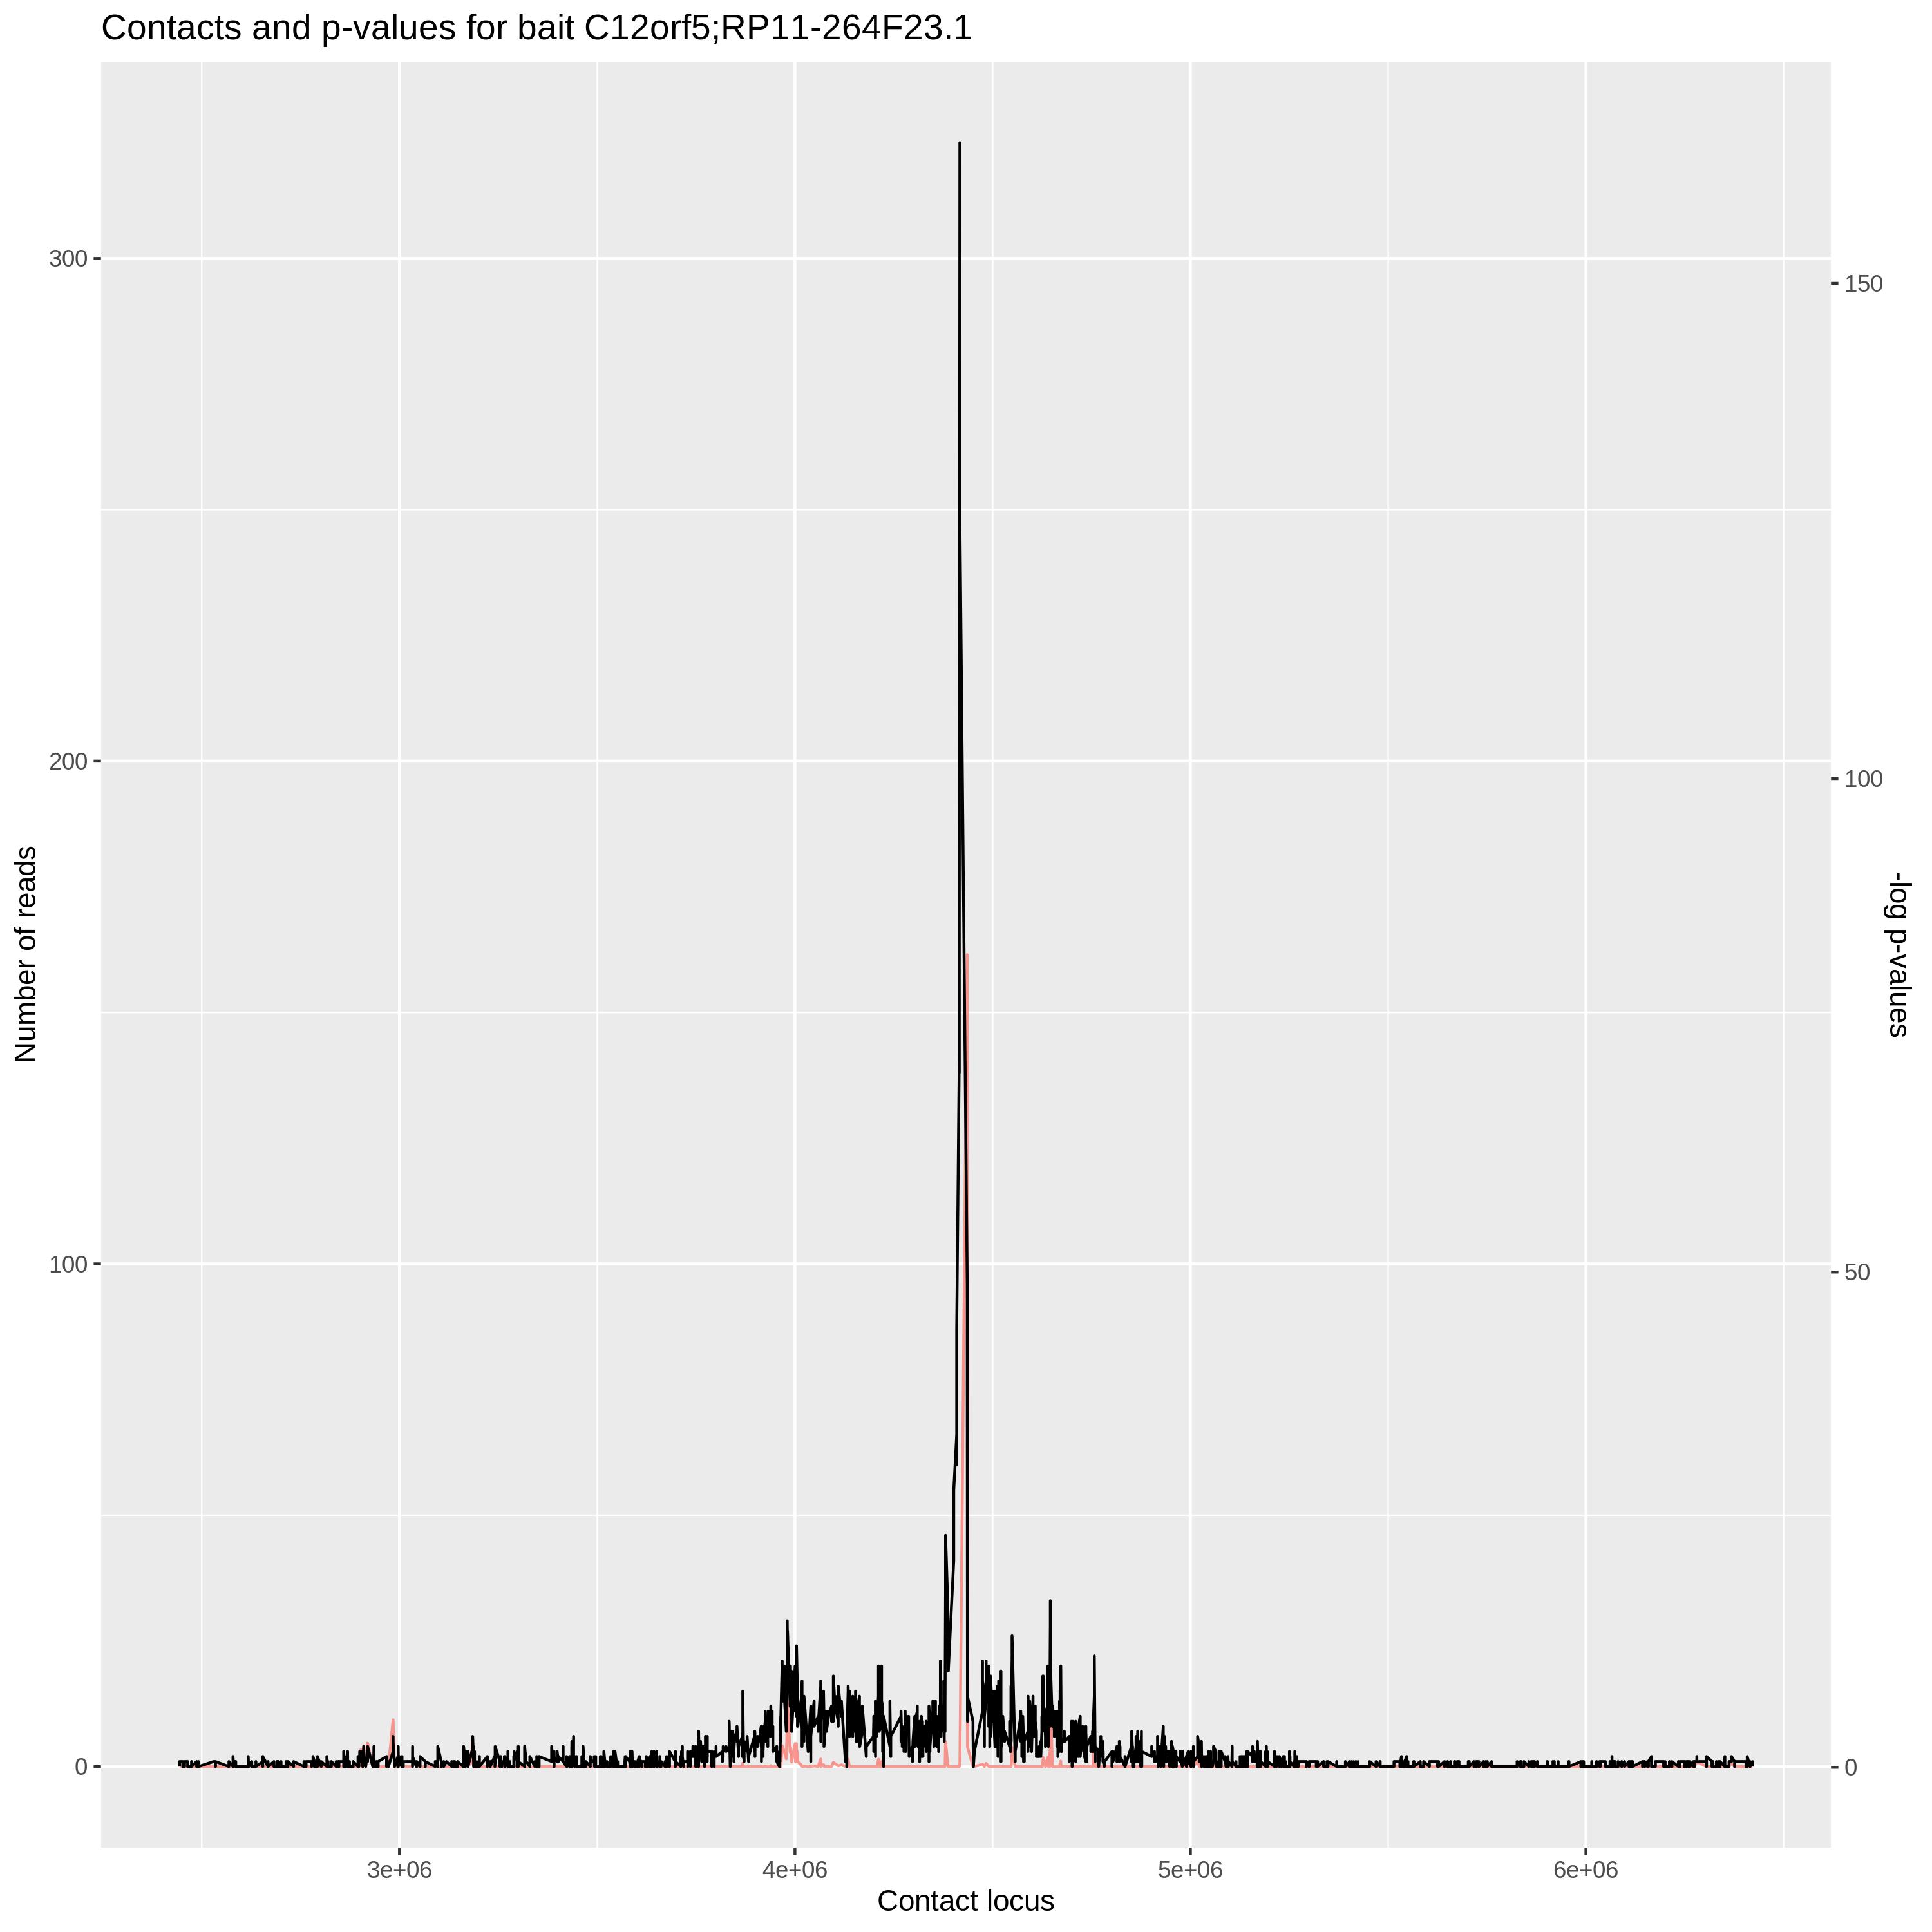 Contacts and p-values for bait C12orf5;RP11-264F23.1
300
200
100
0
Number of reads
150
100
50
0
-log p-values
3e+06
4e+06
5e+06
6e+06
Contact locus